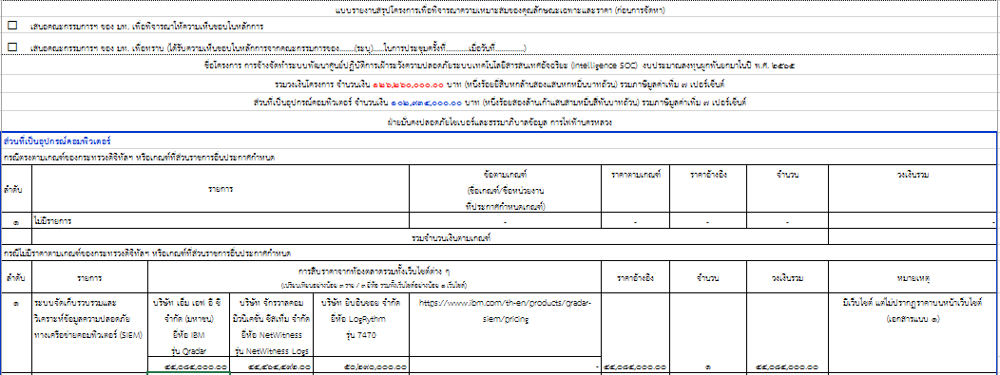 แบบรายงานสรุปโครงการเพื่อพิจารณาความเหมาะสมของคุณลักษณะเฉพาะและราคา (ก่อนการจัดหา)
เสนอคณะกรรมการฯ ของ มท. เพื่อพิจารณาให้ความเห็นชอบในหลักการ
เสนอคณะกรรมการฯ ของ มท. เพื่อทราบ (ได้รับความเห็นชอบในหลักการจากคณะกรรมการของ.......(ระบุ).....ในการประชุมครั้งที่...........เมื่อวันที่..............)
ชื่อโครงการ การจ้างจัดทำระบบพัฒนาศูนย์ปฏิบัติการเฝ้าระวังความปลอดภัยระบบเทคโนโลยีสารสนเทศอัจฉริยะ (Intelligence SOC) งบประมาณลงทุนผูกพันยกมาในปี พ.ศ. ๒๕๖๕
รวมวงเงินโครงการ จำนวนเงิน ๑๒๖,๒๖๐,๐๐๐.๐๐ บาท (หนึ่งร้อยยี่สิบหกล้านสองแสนหกหมื่นบาทถ้วน) รวมภาษีมูลค่าเพิ่ม ๗ เปอร์เซ็นต์
ส่วนที่เป็นอุปกรณ์คอมพิวเตอร์ จำนวนเงิน ๑๐๒,๙๓๔,๐๐๐.๐๐ บาท (หนึ่งร้อยสองล้านเก้าแสนสามหมื่นสี่พันบาทถ้วน) รวมภาษีมูลค่าเพิ่ม ๗ เปอร์เซ็นต์
ฝ่ายมั่นคงปลอดภัยไซเบอร์และธรรมาภิบาลข้อมูล การไฟฟ้านครหลวง
ส่วนที่เป็นอุปกรณ์คอมพิวเตอร์
กรณีตรงตามเกณฑ์ของกระทรวงดิจิทัลฯ หรือเกณฑ์ที่ส่วนราชการอื่นประกาศกำหนด
ลำดับ รายการ ข้อตามเกณฑ์ ราคาตามเกณฑ์ ราคาอ้างอิง จำนวน วงเงินรวม
(ชื่อเกณฑ์/ชื่อหน่วยงาน
ที่ประกาศกำหนดเกณฑ์)
๑ ไม่มีรายการ - - - - -
รวมจำนวนเงินตามเกณฑ์
กรณีไม่มีราคาตามเกณฑ์ของกระทรวงดิจิทัลฯ หรือเกณฑ์ที่ส่วนราชการอื่นประกาศกำหนด
ลำดับ รายการ การสืบราคาจากท้องตลาดรวมทั้งเว็บไซต์ต่าง ๆ ราคาอ้างอิง จำนวน วงเงินรวม หมายเหตุ
(เปรียบเทียบอย่างน้อย ๓ ราย / ๓ ยี่ห้อ รวมทั้งเว็บไซต์อย่างน้อย ๑ เว็บไซต์)
๑ ระบบจัดเก็บรวบรวมและ บริษัท เอ็ม เอฟ อี ซี บริษัท จักรวาลคอม บริษัท ยิบอินซอย จำกัด https://www.ibm.com/th-en/products/qradar- มีเว็บไซต์ แต่ไม่ปรากฏราคาบนหน้าเว็บไซต์
วิเคราะห์ข้อมูลความปลอดภัย จำกัด (มหาชน) มิวนิเคชั่น ซิสเท็ม จำกัด ยี่ห้อ LogRythm siem/pricing (เอกสารแนบ ๑)
ทางเครือข่ายคอมพิวเตอร์ (SIEM) ยี่ห้อ IBM ยี่ห้อ NetWitness รุ่น 7470
รุ่น Qradar รุ่น NetWitness Logs
๕๐,๒๗๐,๐๐๐.๐๐ - ๑